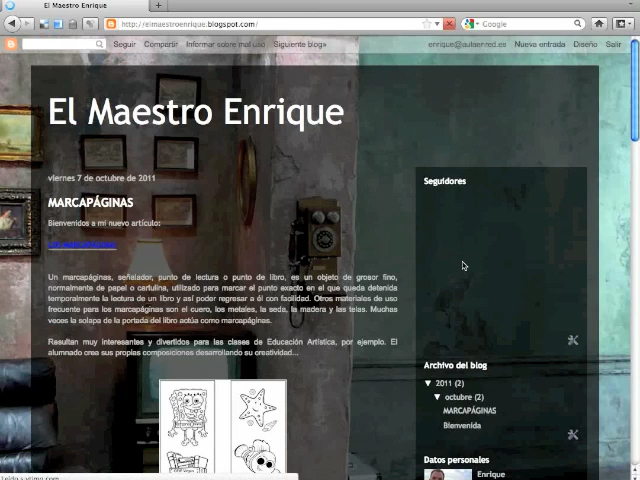 El Maestro Enrique
http://elmaestroenrique.blogspot.com/
Google
Seguir Compartir Informar sobre mal uso Siguiente blog»
enrique@aulaenred.es Nueva entrada Diseño Salir
El Maestro Enrique
viernes 7 de octubre de 2011
MARCAPÁGINAS
Bienvenidos a mi nuevo artículo:
Un marcapáginas, señalador, punto de lectura o punto de libro, es un objeto de grosor fino,
normalmente de papel o cartulina, utilizado para marcar el punto exacto en el que queda detenida
temporalmente la lectura de un libro y así poder regresar a él con facilidad. Otros materiales de uso
frecuente para los marcapáginas son el cuero, los metales, la seda, la madera y las telas. Muchas
veces la solapa de la portada del libro actúa como marcapáginas.
Resultan muy interesantes y divertidos para las clases de Educación Artística, por ejemplo. El
alumnado crea sus propias composiciones desarrollando su creatividad...
Seguidores
Archivo del blog
▼ 2011 (2)
▼ octubre (2)
MARCAPÁGINAS
Bienvenida
Datos personales
Enrique